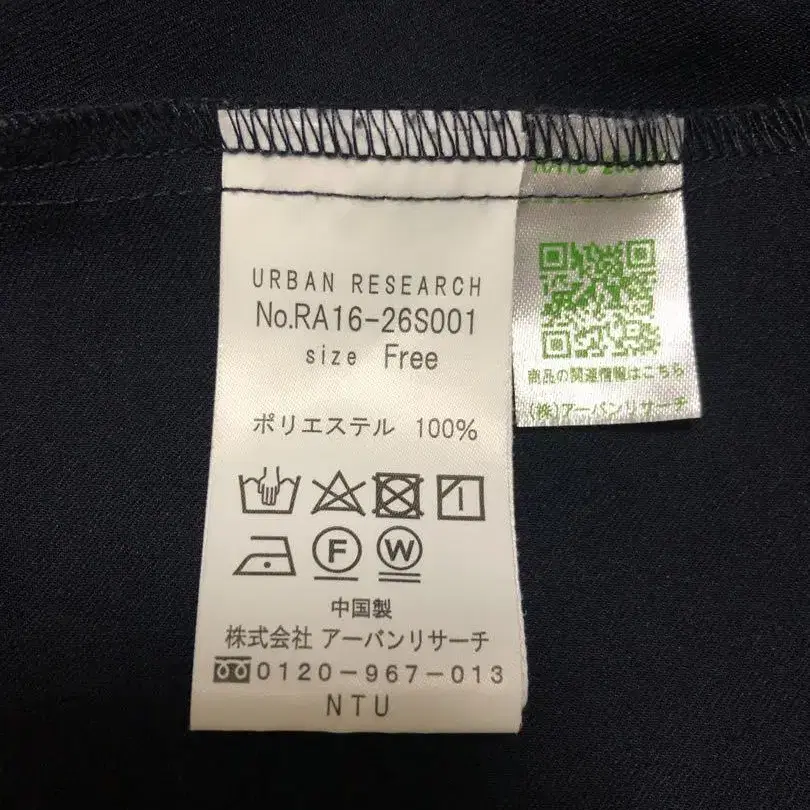 URBAN RESEARCH
No.RA16-26S001
size Free
ポリエステル 100%
F W
中国製
株式会社 アーバンリサーチ
0120-967-013
NTU
商品の関連情報はこちら
(株)アーバンリサーチ